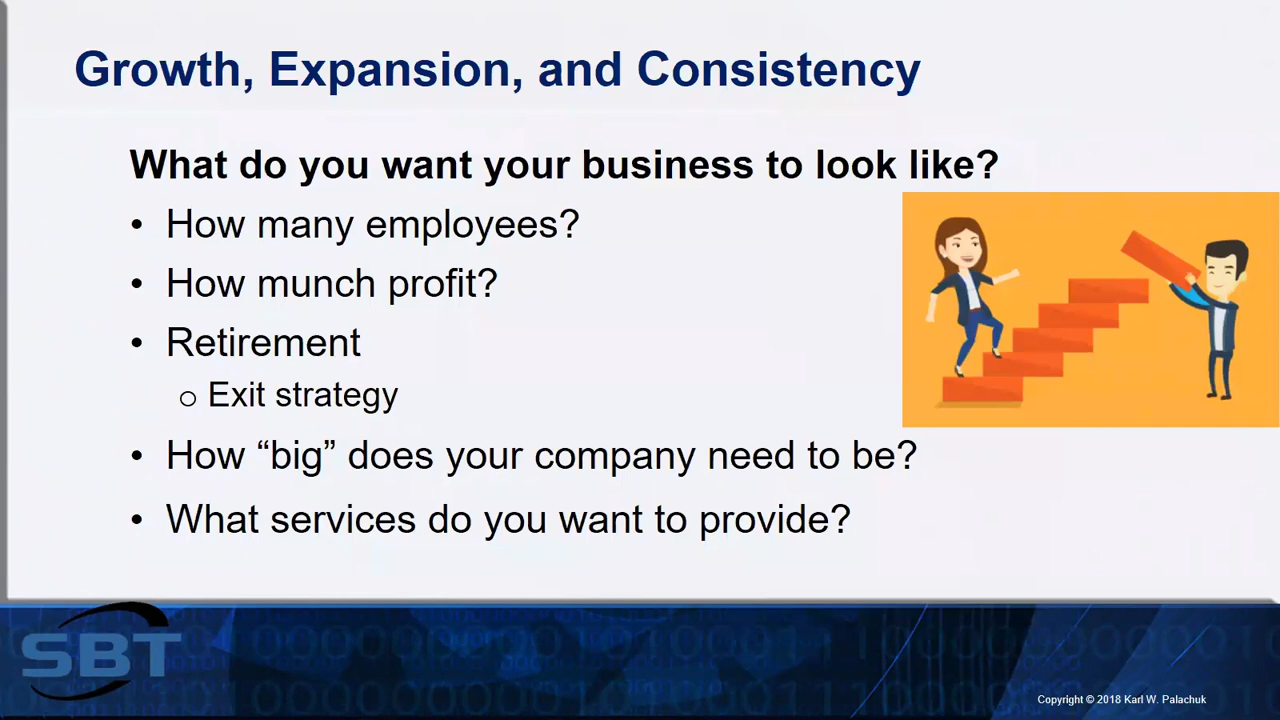 Growth, Expansion, and Consistency
What do you want your business to look like?
• How many employees?
• How munch profit?
• Retirement
o Exit strategy
• How “big” does your company need to be?
• What services do you want to provide?
SBT
Copyright © 2018 Karl W. Palachuk